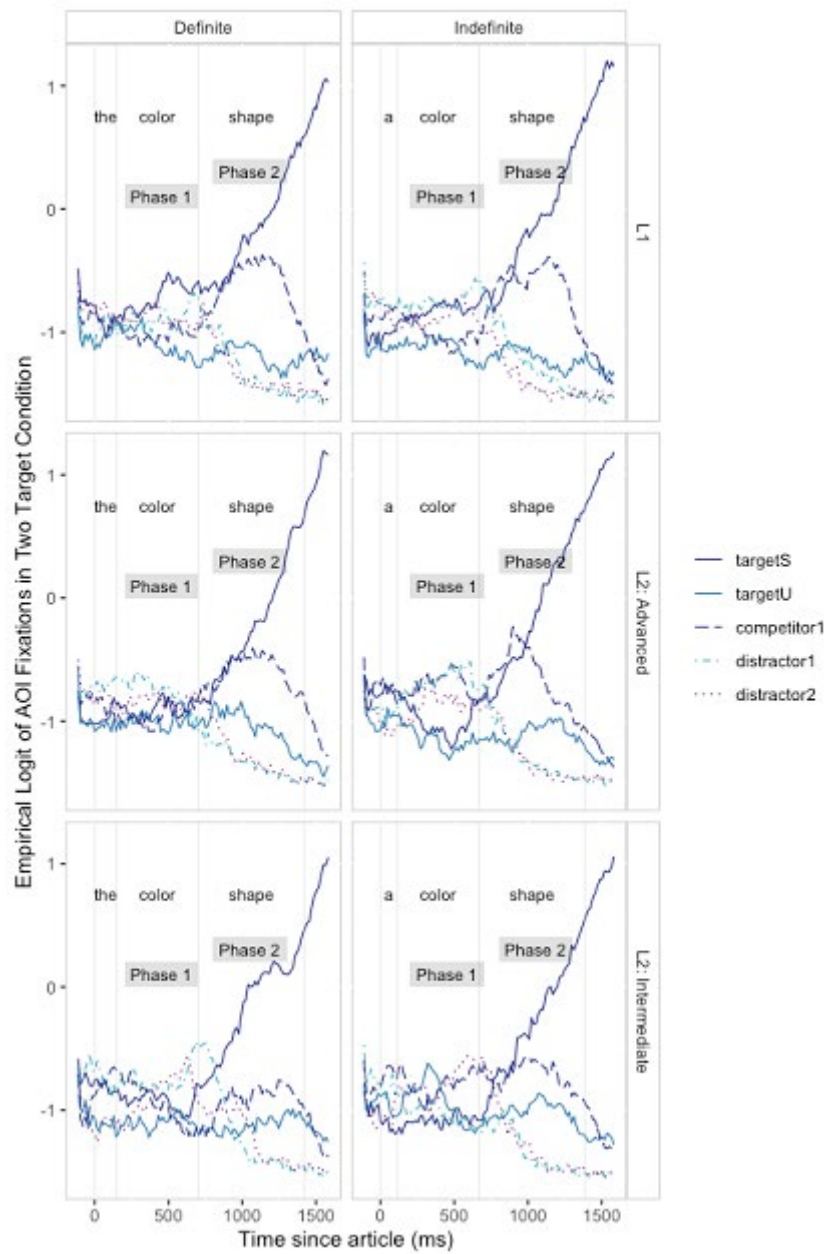 Definite Indefinite
1
0
-1
the color shape
Phase 2
Phase 1
a color shape
Phase 2
Phase 1
L1
1
0
-1
the color shape
Phase 2
Phase 1
a color shape
Phase 2
Phase 1
L2: Advanced
1
0
-1
the color shape
Phase 2
Phase 1
a color shape
Phase 2
Phase 1
L2: Intermediate
0 500 1000 1500 0 500 1000 1500
Time since article (ms)
Empirical Logit of AOI Fixations in Two Target Condition
targetS
targetU
competitor1
distractor1
distractor2